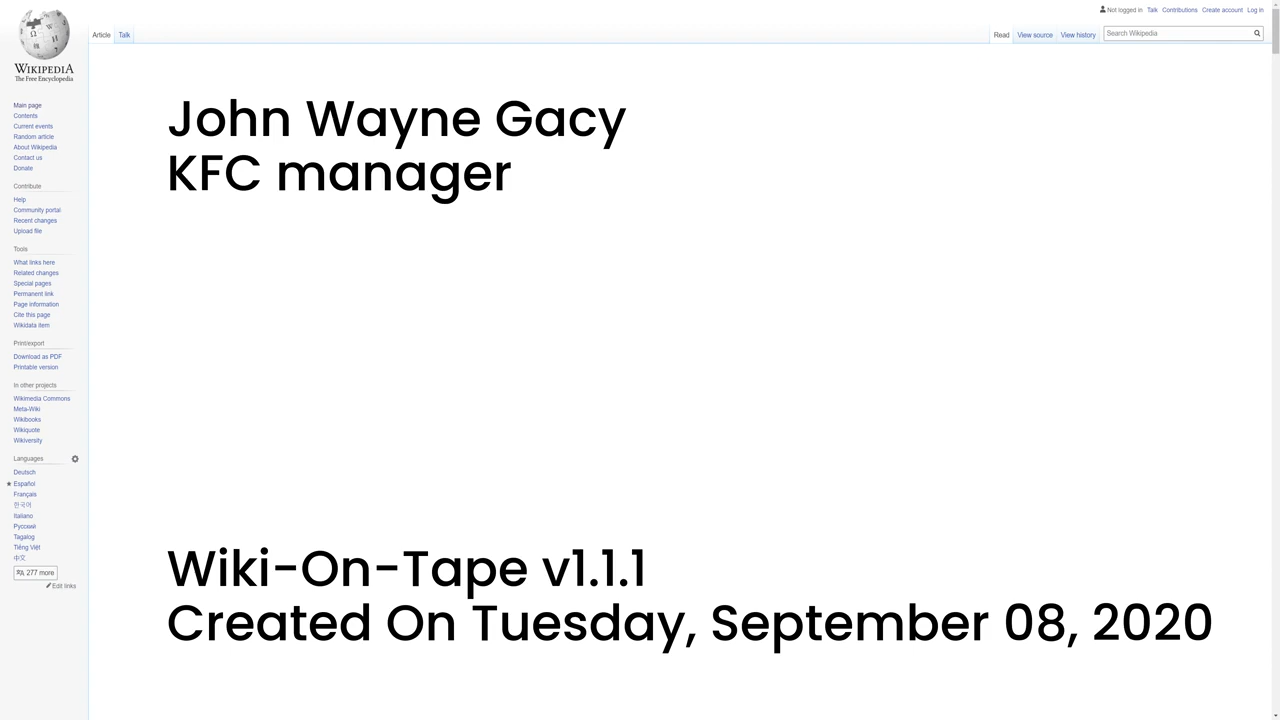 Not logged in Talk Contributions Create account Log in
Article Talk Read View source View history Search Wikipedia
WIKIPEDIA
The Free Encyclopedia
John Wayne Gacy
KFC manager
Main page
Contents
Current events
Random article
About Wikipedia
Contact us
Donate
Contribute
Help
Community portal
Recent changes
Upload file
Tools
What links here
Related changes
Special pages
Permanent link
Page information
Cite this page
Wikidata item
Print/export
Download as PDF
Printable version
In other projects
Wikimedia Commons
Meta-Wiki
Wikibooks
Wikiquote
Wikiversity
Languages
Deutsch
Español
Français
한국어
Italiano
Русский
Tagalog
Tiếng Việt
中文
277 more
Edit links
Wiki-On-Tape v1.1.1
Created On Tuesday, September 08, 2020